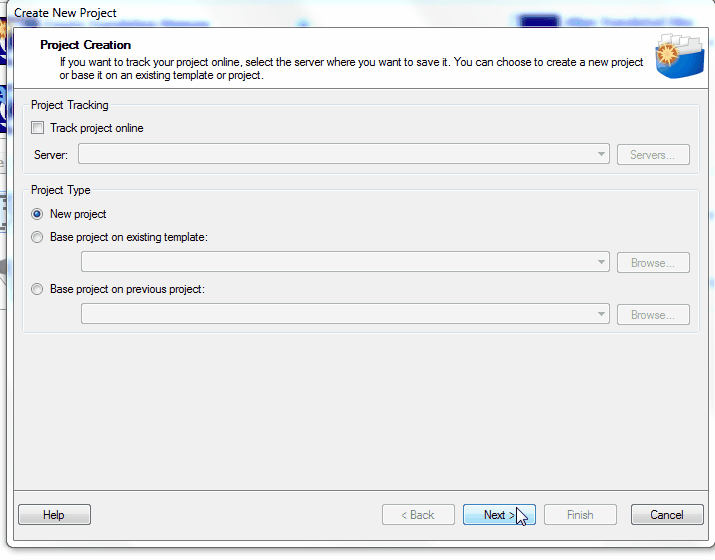 Create New Project
Project Creation
If you want to track your project online, select the server where you want to save it. You can choose to create a new project
or base it on an existing template or project.
Project Tracking
Track project online
Server:
Servers...
Project Type
New project
Base project on existing template:
Browse...
Base project on previous project:
Browse...
Help
< Back
Next >
Finish
Cancel